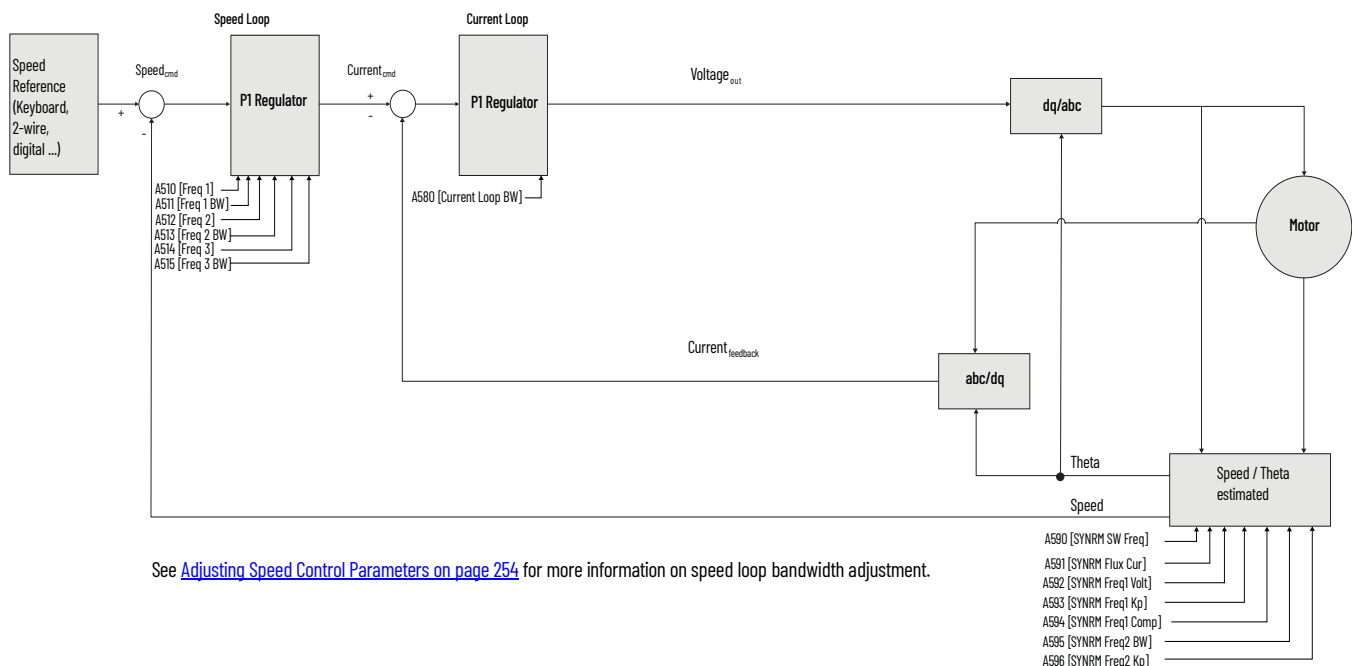 Speed Loop
Current Loop
Speed
Reference
(Keyboard,
2-wire,
digital ...)
Speedcmd
+
-
P1 Regulator
Currentcmd
+
-
P1 Regulator
Voltageout
dq/abc
A510 [Freq 1]
A511 [Freq 1 BW]
A512 [Freq 2]
A513 [Freq 2 BW]
A514 [Freq 3]
A515 [Freq 3 BW]
A580 [Current Loop BW]
Motor
Currentfeedback
abc/dq
Theta
Speed
Speed / Theta
estimated
A590 [SYNRM SW Freq]
A591 [SYNRM Flux Cur]
A592 [SYNRM Freq1 Volt]
A593 [SYNRM Freq1 Kp]
A594 [SYNRM Freq1 Comp]
A595 [SYNRM Freq2 BW]
A596 [SYNRM Freq2 Kp]
See Adjusting Speed Control Parameters on page 254 for more information on speed loop bandwidth adjustment.